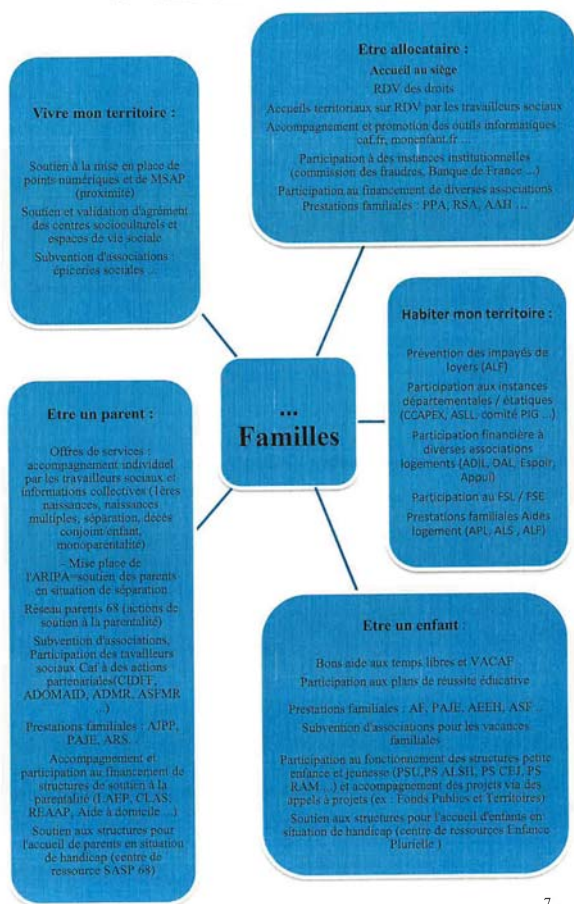 Vivre mon territoire :
Soutien à la mise en place de
points numériques et de MSAP
(proximité)
Soutien et validation d'agrément
des centres socioculturels et
espaces de vie sociale
Subvention d'associations :
épiceries sociales ...
Etre allocataire :
Accueil au siège
RDV des droits
Accueils territoriaux sur RDV par les travailleurs sociaux
Accompagnement et promotion des outils informatiques :
caf.fr, monenfant.fr ...
Participation à des instances institutionnelles
(commission des fraudes, Banque de France ...)
Participation au financement de diverses associations
Prestations familiales : PPA, RSA, AAH ...
Habiter mon territoire :
Prévention des impayés de
loyers (ALF)
Participation aux instances
départementales / étatiques
(CCAPEX, ASLL, comité PIG ...)
Participation financière à
diverses associations
logements (ADIL, DAL, Espoir,
Appui)
Participation au FSL / FSE
Prestations familiales Aides
logement (APL, ALS , ALF)
...
Familles
Etre un parent :
Offres de services :
accompagnement individuel
par les travailleurs sociaux et
informations collectives (1ères
naissances, naissances
multiples, séparation, décès
conjoint/enfant,
monoparentalité)
- Mise place de
l'ARIPA=soutien des parents
en situation de séparation
Réseau parents 68 (actions de
soutien à la parentalité)
Subvention d'associations,
Participation des tavailleurs
sociaux Caf à des actions
partenariales(CIDFF,
ADOMAID, ADMR, ASFMR
...)
Prestations familiales : AJPP,
PAJE, ARS...
Accompagnement et
participation au financement de
structures de soutien à la
parentalité (LAEP, CLAS,
REAAP, Aide à domicile ...)
Soutien aux structures pour
l'accueil de parents en situation
de handicap (centre de
ressource SASP 68)
Etre un enfant :
Bons aide aux temps libres et VACAF
Participation aux plans de réussite éducative
Prestations familiales : AF, PAJE, AEEH, ASF...
Subvention d'associations pour les vacances
familiales
Participation au fonctionnement des structures petite
enfance et jeunesse (PSU,PS ALSH, PS CEJ, PS
RAM ...) et accompagnement des projets via des
appels à projets (ex : Fonds Publics et Territoires)
Soutien aux structures pour l'accueil d'enfants en
situation de handicap (centre de ressources Enfance
Plurielle )
7